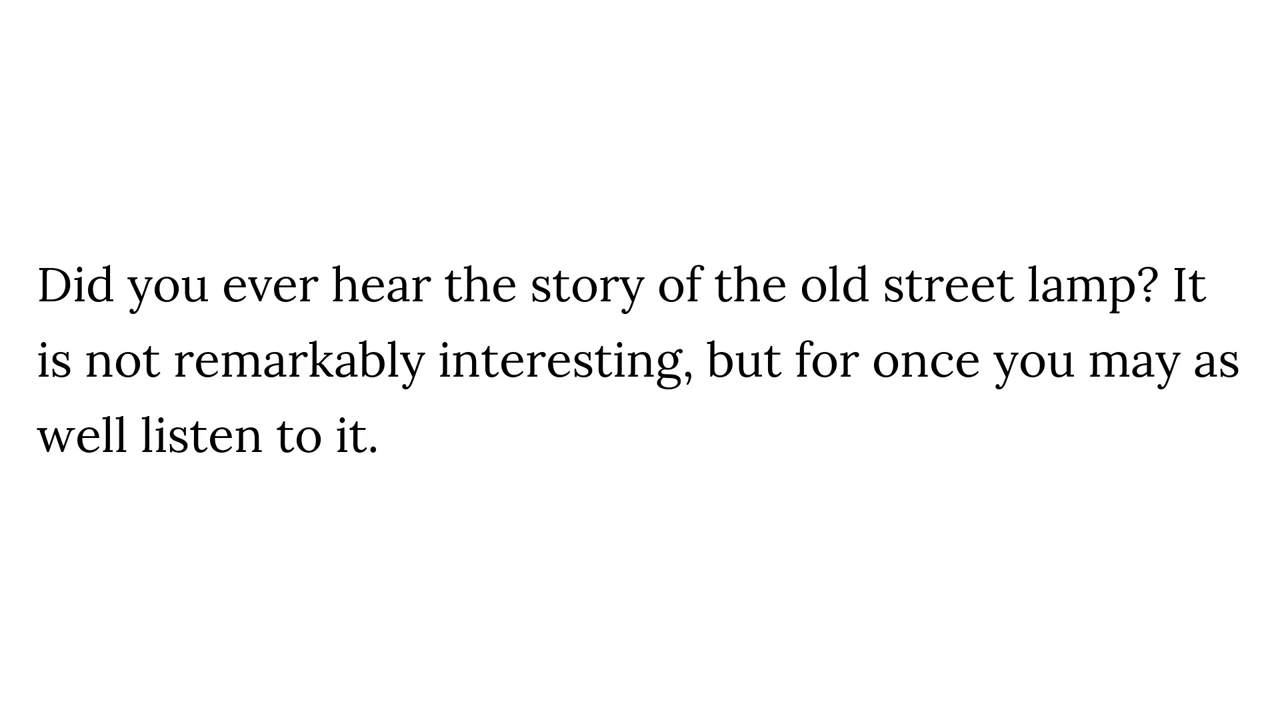 Did you ever hear the story of the old street lamp? It
is not remarkably interesting, but for once you may as
well listen to it.